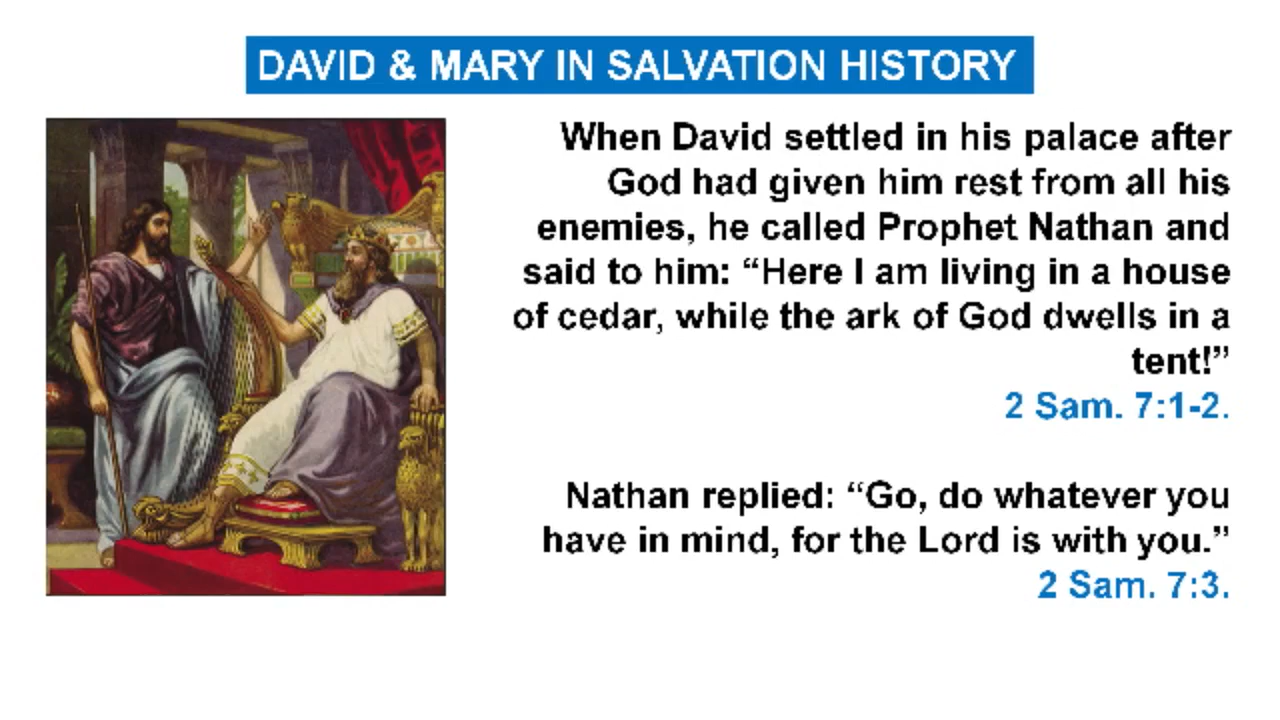 DAVID & MARY IN SALVATION HISTORY
When David settled in his palace after
God had given him rest from all his
enemies, he called Prophet Nathan and
said to him: “Here I am living in a house
of cedar, while the ark of God dwells in a
tent!”
2 Sam. 7:1-2.
Nathan replied: “Go, do whatever you
have in mind, for the Lord is with you.”
2 Sam. 7:3.